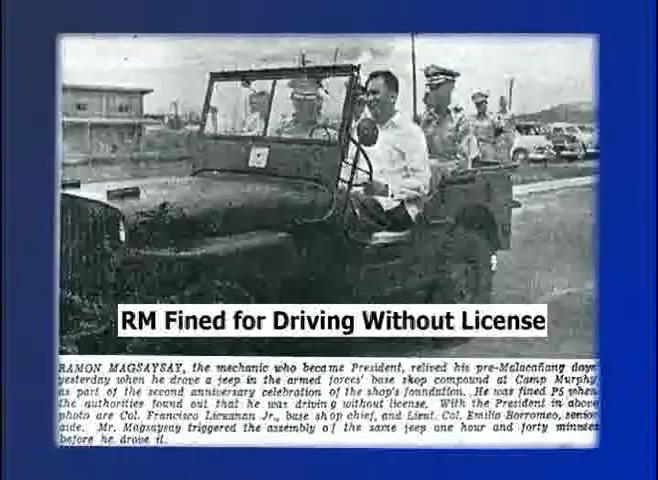 RM Fined for Driving Without License
RAMON MAGSAYSAY, the mechanic who became President, relived his pre-Malacañang days
yesterday when he drove a jeep in the armed forces' base shop compound at Camp Murphy
as part of the second anniversary celebration of the shop's foundation. He was fined P5 when
the authorities found out that he was driving without license. With the President in above
photo are Col. Francisco Licuanan Jr., base shop chief, and Lieut. Col. Emilio Borromeo, senior
aide. Mr. Magsaysay triggered the assembly of the same jeep one hour and forty minutes
before he drove it.